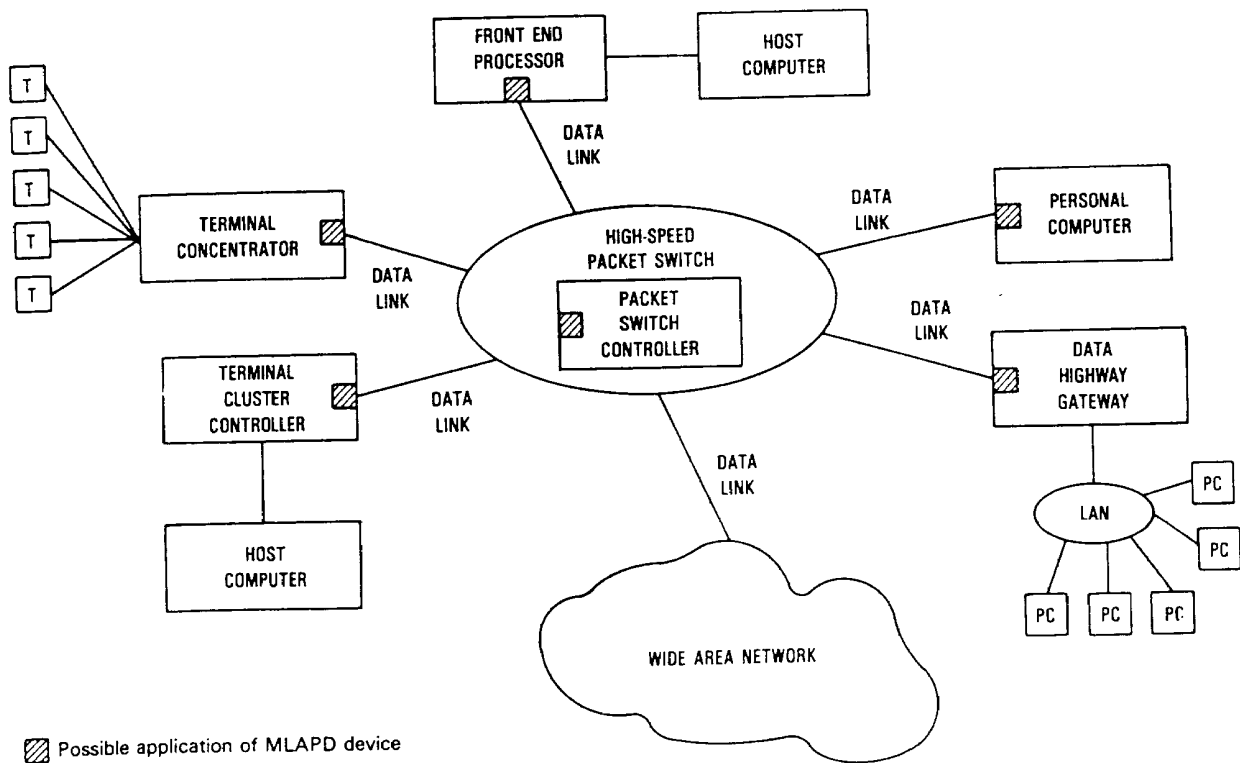 FRONT END
PROCESSOR
HOST
COMPUTER
DATA
LINK
T
T
T
T
T
TERMINAL
CONCENTRATOR
DATA
LINK
HIGH-SPEED
PACKET SWITCH
PACKET
SWITCH
CONTROLLER
DATA
LINK
PERSONAL
COMPUTER
DATA
LINK
DATA
HIGHWAY
GATEWAY
TERMINAL
CLUSTER
CONTROLLER
DATA
LINK
HOST
COMPUTER
DATA
LINK
LAN
PC
PC
PC
PC
PC
WIDE AREA NETWORK
Possible application of MLAPD device